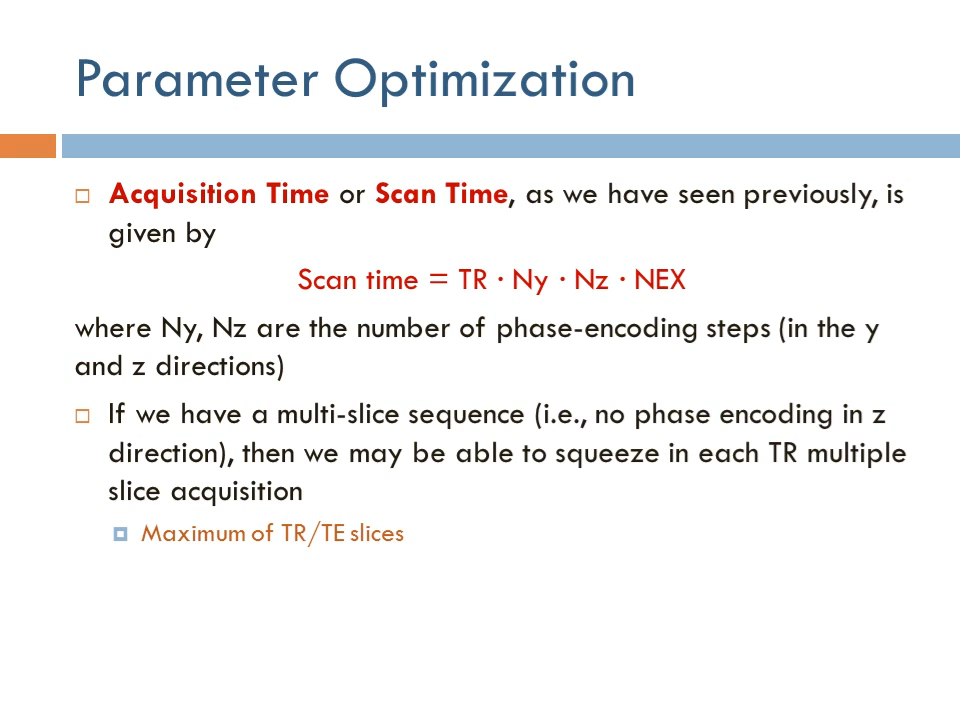 Parameter Optimization
Acquisition Time or Scan Time, as we have seen previously, is
given by
Scan time = TR · Ny · Nz · NEX
where Ny, Nz are the number of phase-encoding steps (in the y
and z directions)
If we have a multi-slice sequence (i.e., no phase encoding in z
direction), then we may be able to squeeze in each TR multiple
slice acquisition
Maximum of TR/TE slices